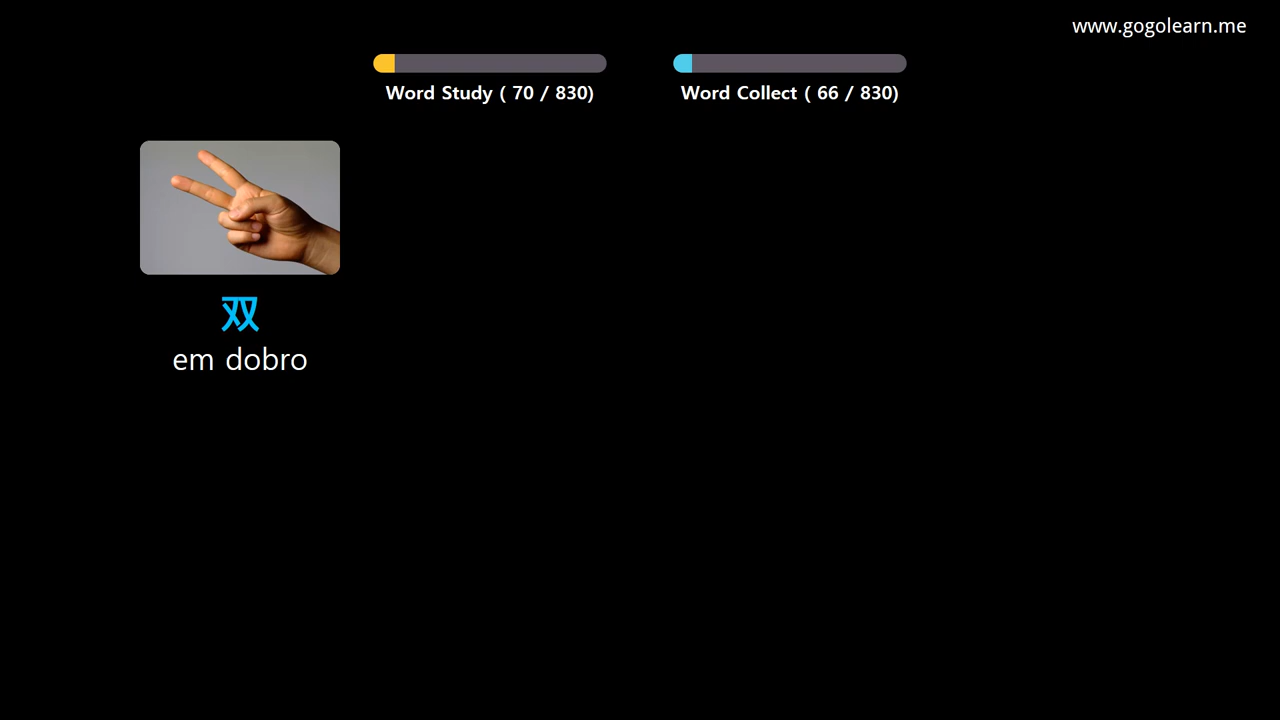 www.gogolearn.me
Word Study ( 70 / 830)
Word Collect ( 66 / 830)
双
em dobro